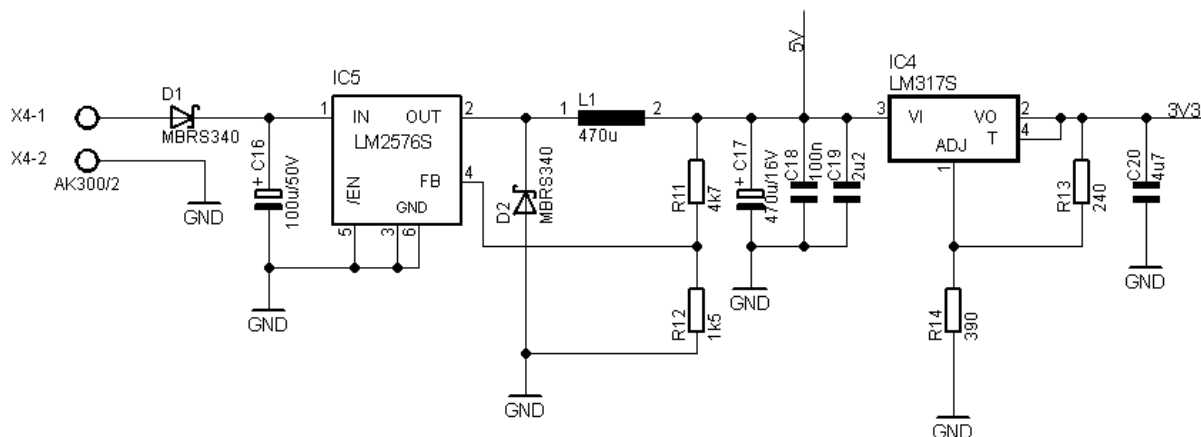 5V
IC5
IC4
LM317S
D1
X4-1
MBRS340
1
IN
OUT
2
LM2576S
1
L1
2
470u
3
VI
VO
2
3V3
T
4
ADJ
1
X4-2
AK300/2
GND
+
C16
100u/50V
/EN
GND
FB
4
5
3
6
GND
D2
MBRS340
R11
4k7
+
C17
470u/16V
C18
100n
C19
2u2
R13
240
C20
4u7
GND
GND
R12
1k5
R14
390
GND
GND